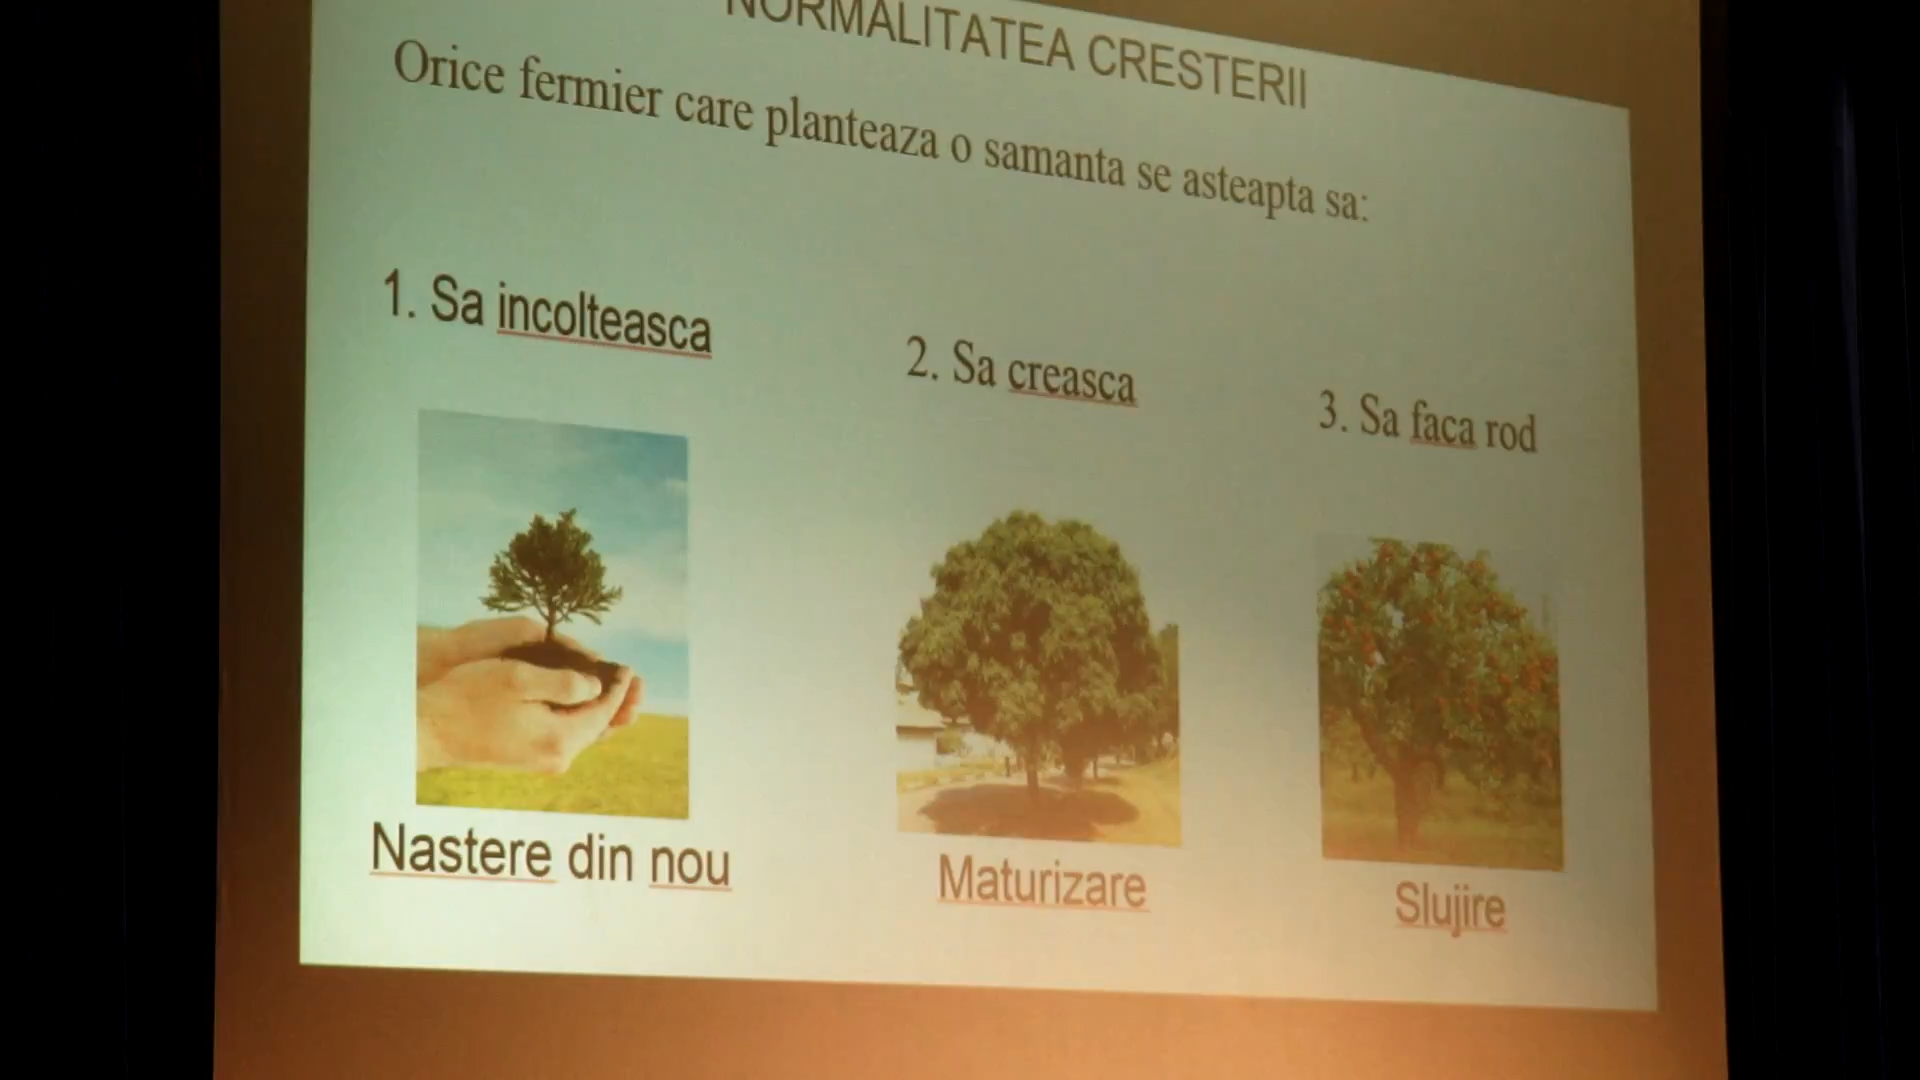 NORMALITATEA CRESTERII
Orice fermier care planteaza o samanta se asteapta sa:
1. Sa incolteasca
2. Sa creasca
3. Sa faca rod
Nastere din nou
Maturizare
Slujire